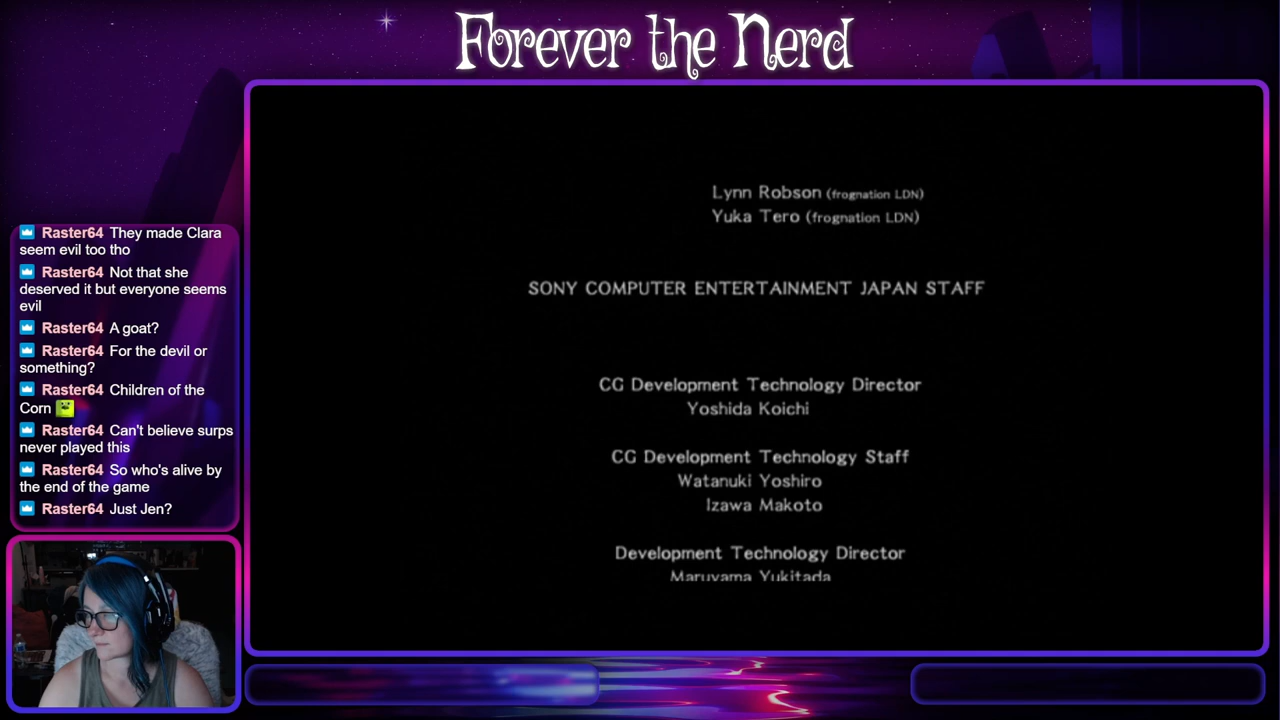 Forever the Nerd
Raster64 They made Clara
seem evil too tho
Raster64 Not that she
deserved it but everyone seems
evil
Raster64 A goat?
Raster64 For the devil or
something?
Raster64 Children of the
Corn
Raster64 Can't believe surps
never played this
Raster64 So who's alive by
the end of the game
Raster64 Just Jen?
Lynn Robson (frognation LDN)
Yuka Tero (frognation LDN)
SONY COMPUTER ENTERTAINMENT JAPAN STAFF
CG Development Technology Director
Yoshida Koichi
CG Development Technology Staff
Watanuki Yoshiro
Izawa Makoto
Development Technology Director
Maruyama Yukitada